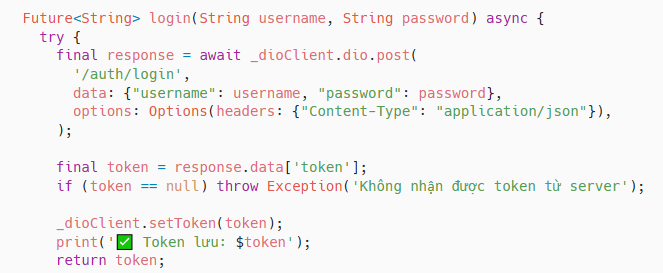 Future<String> login(String username, String password) async {
try {
final response = await _dioClient.dio.post(
'/auth/login',
data: {"username": username, "password": password},
options: Options(headers: {"Content-Type": "application/json"}),
);
final token = response.data['token'];
if (token == null) throw Exception('Không nhận được token từ server');
_dioClient.setToken(token);
print('✅ Token lưu: $token');
return token;